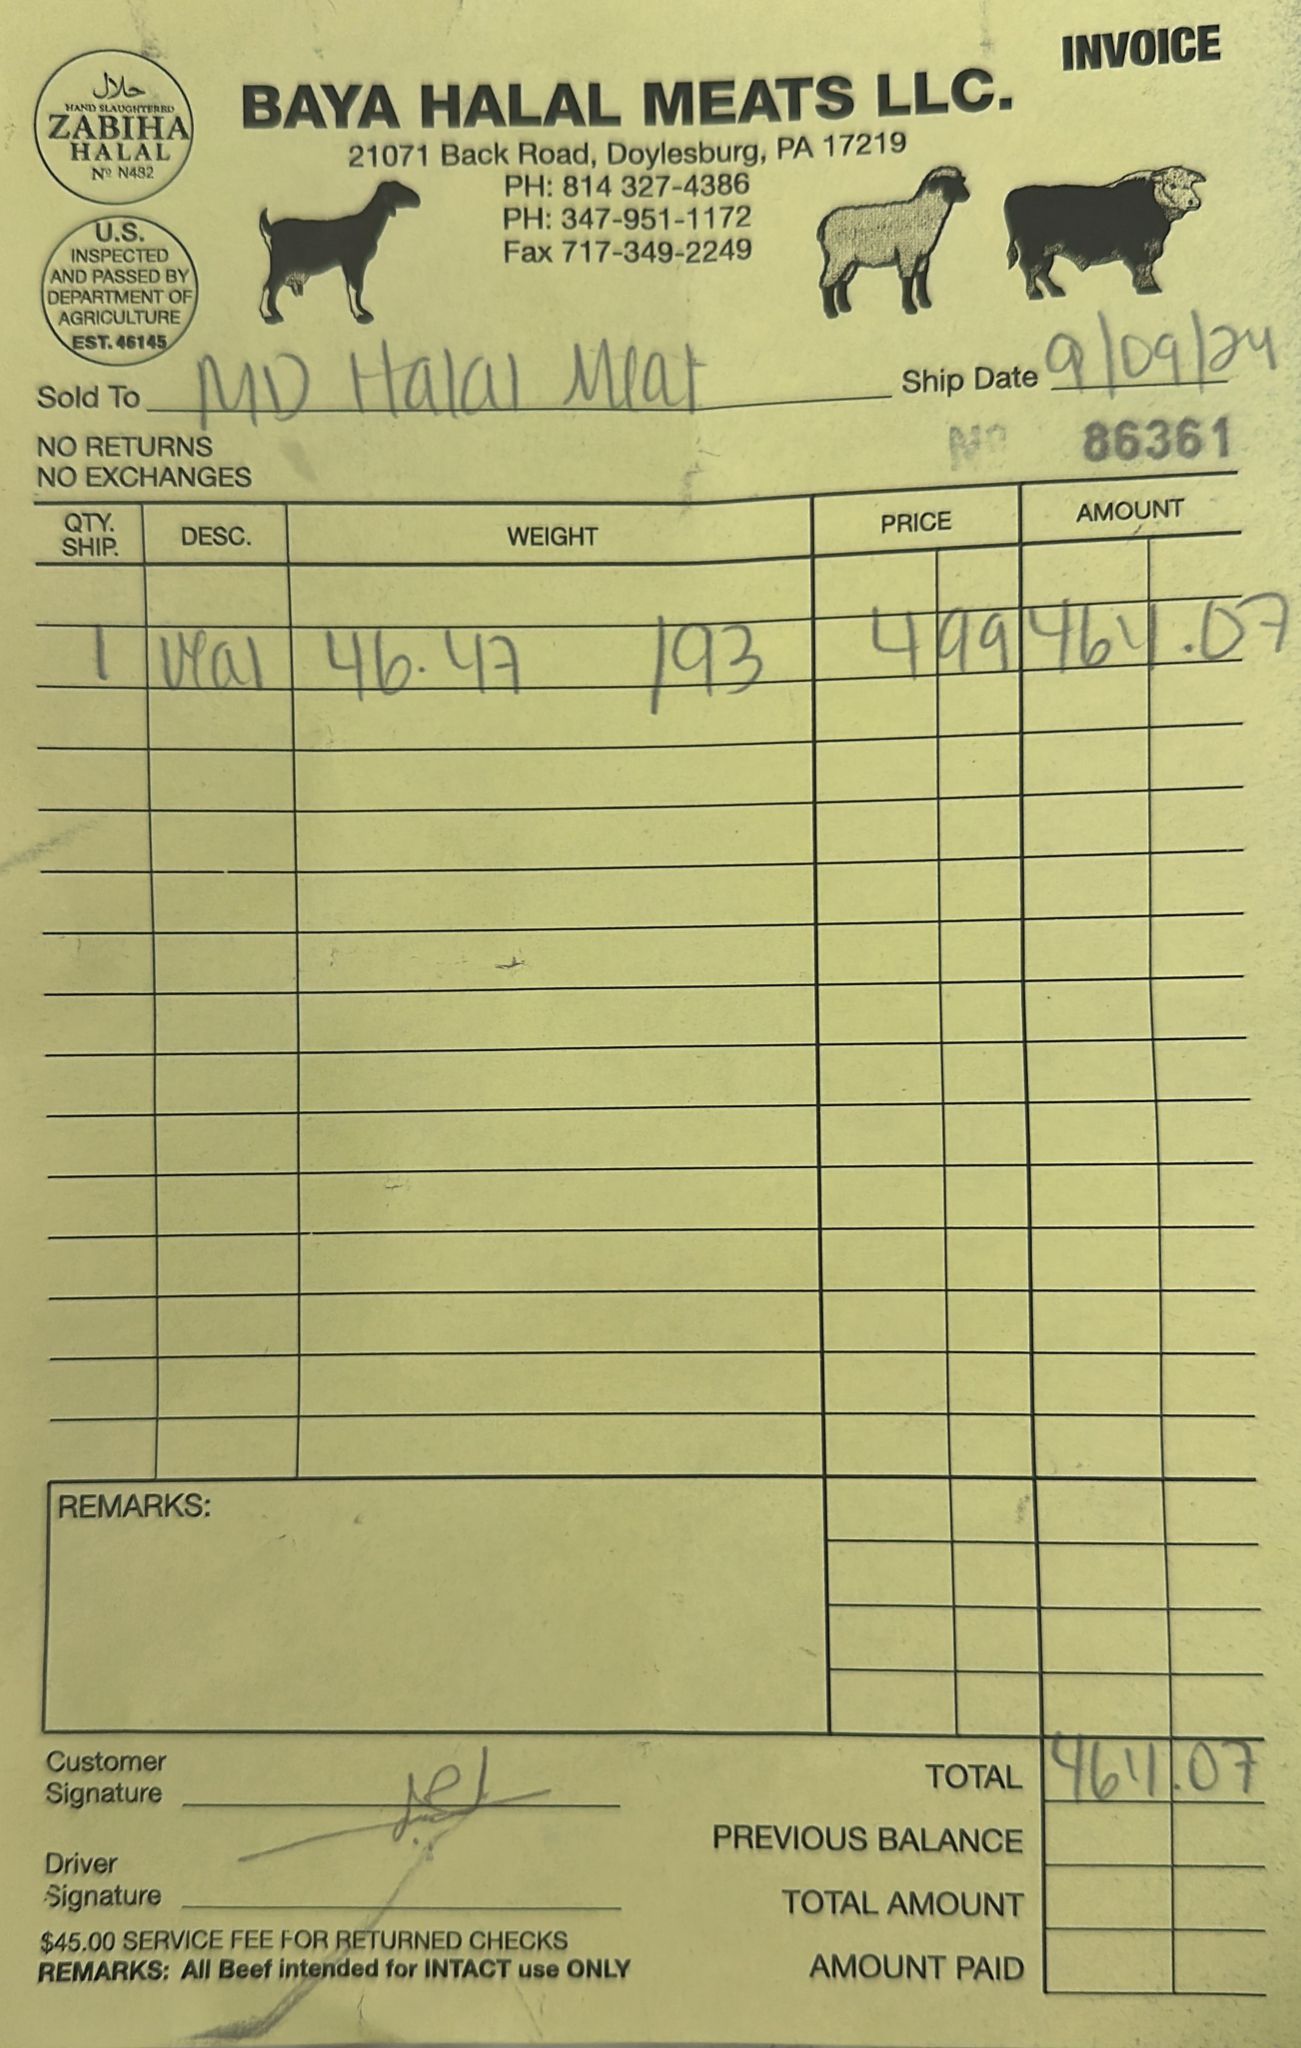 INVOICE
حلال
HAND SLAUGHTERED
ZABIHA
HALAL
Nº N482
BAYA HALAL MEATS LLC.
21071 Back Road, Doylesburg, PA 17219
PH: 814 327-4386
PH: 347-951-1172
Fax 717-349-2249
U.S.
INSPECTED
AND PASSED BY
DEPARTMENT OF
AGRICULTURE
EST. 46145
Sold To MD Halal Meat Ship Date 9/09/24
NO RETURNS
NO EXCHANGES
Nº 86361
QTY. SHIP. DESC. WEIGHT PRICE AMOUNT
1 veal 46.47 /93 4 99 464.07
REMARKS:
Customer
Signature
TOTAL 464.07
PREVIOUS BALANCE
Driver
Signature
TOTAL AMOUNT
AMOUNT PAID
$45.00 SERVICE FEE FOR RETURNED CHECKS
REMARKS: All Beef intended for INTACT use ONLY